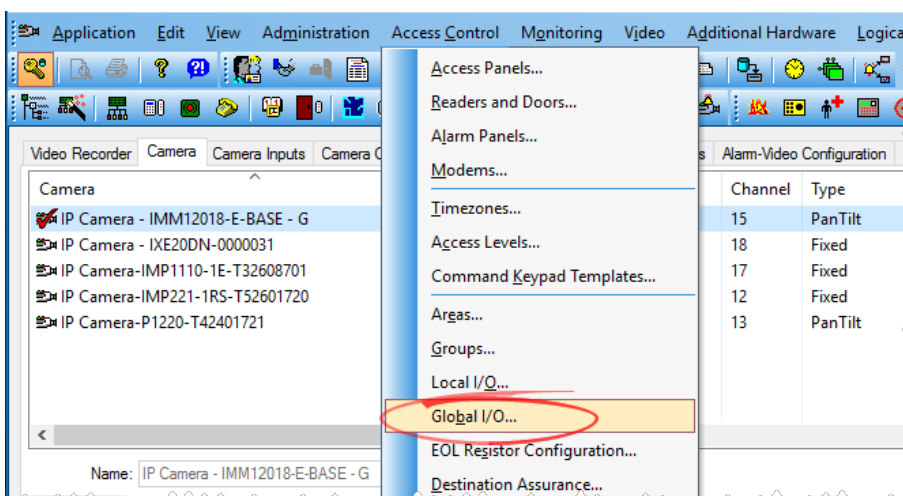 Application Edit View Administration Access Control Monitoring Video Additional Hardware Logica
Access Panels...
Readers and Doors...
Alarm Panels...
Modems...
Timezones...
Access Levels...
Command Keypad Templates...
Areas...
Groups...
Local I/O...
Global I/O...
EOL Resistor Configuration...
Destination Assurance...
Video Recorder Camera Camera Inputs Camera O s Alarm-Video Configuration
Camera Channel Type
IP Camera - IMM12018-E-BASE - G 15 PanTilt
IP Camera - IXE20DN-0000031 18 Fixed
IP Camera-IMP1110-1E-T32608701 17 Fixed
IP Camera-IMP221-1RS-T52601720 12 Fixed
IP Camera-P1220-T42401721 13 PanTilt
Name: IP Camera - IMM12018-E-BASE - G